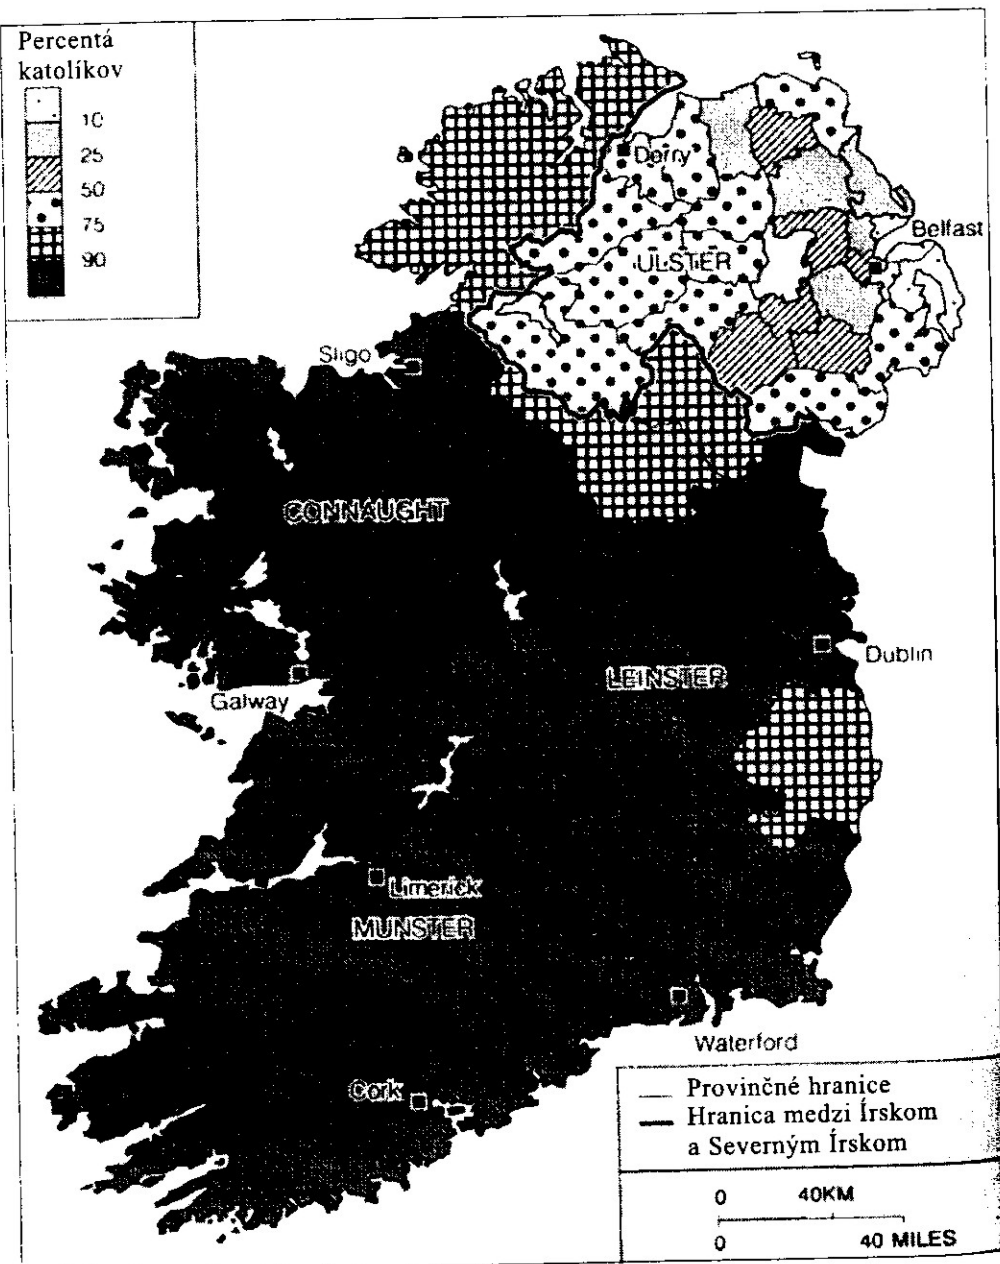 Percentá
katolíkov
10
25
50
75
90
Derry
Belfast
ULSTER
Sligo
CONNAUGHT
Galway
LEINSTER
Dublin
Limerick
MUNSTER
Waterford
Cork
Provinčné hranice
Hranica medzi Írskom
a Severným Írskom
0 40KM
0 40 MILES